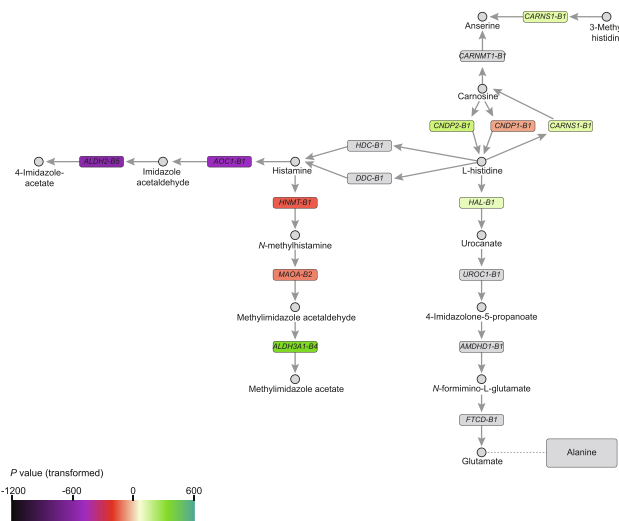 CARNS1-B1
Anserine
3-Methy
histidin
CARNMT1-B1
Carnosine
CNDP2-B1
CNDP1-B1
CARNS1-B1
HDC-B1
ALDH2-B5
AOC1-B1
4-Imidazole-
acetate
Imidazole
acetaldehyde
Histamine
L-histidine
DDC-B1
HNMT-B1
HAL-B1
N-methylhistamine
Urocanate
MAOA-B2
UROC1-B1
Methylimidazole acetaldehyde
4-Imidazolone-5-propanoate
ALDH3A1-B4
AMDHD1-B1
Methylimidazole acetate
N-formimino-L-glutamate
FTCD-B1
Alanine
Glutamate
P value (transformed)
-1200 -600 0 600